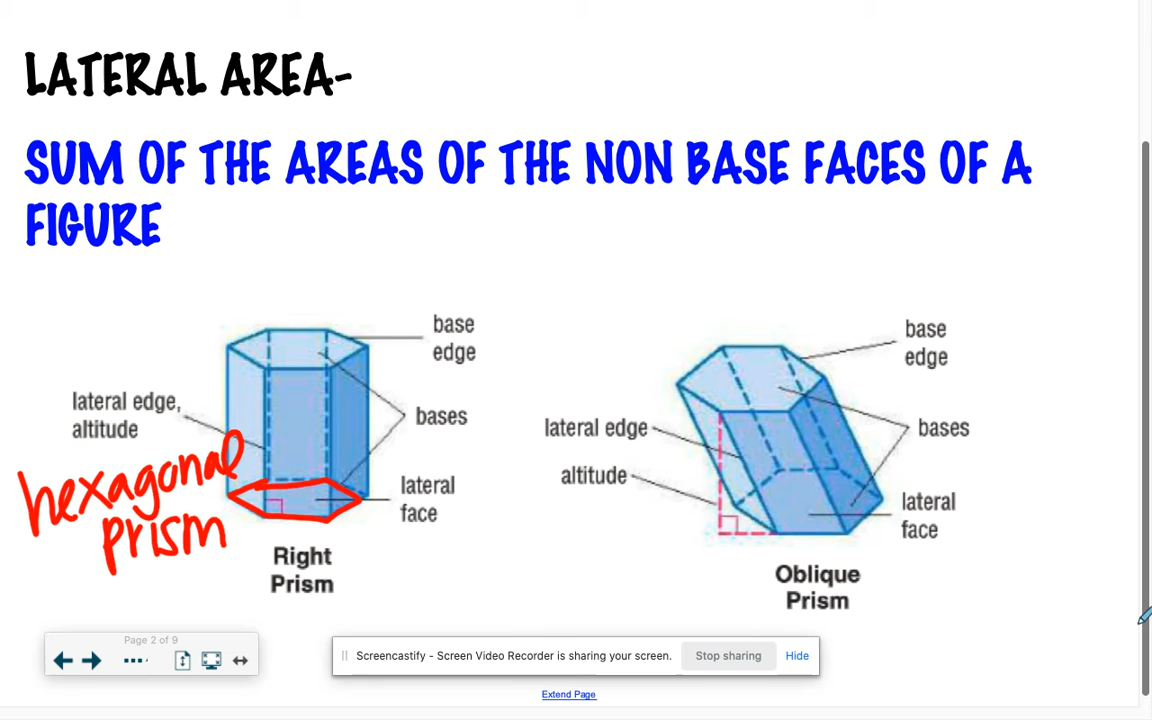 LATERAL AREA-
SUM OF THE AREAS OF THE NON BASE FACES OF A
FIGURE
base
edge
lateral edge,
altitude
bases
hexagonal
prism
lateral
face
Right
Prism
base
edge
lateral edge
bases
altitude
lateral
face
Oblique
Prism
Page 2 of 9
Screencastify - Screen Video Recorder is sharing your screen.
Stop sharing
Hide
Extend Page